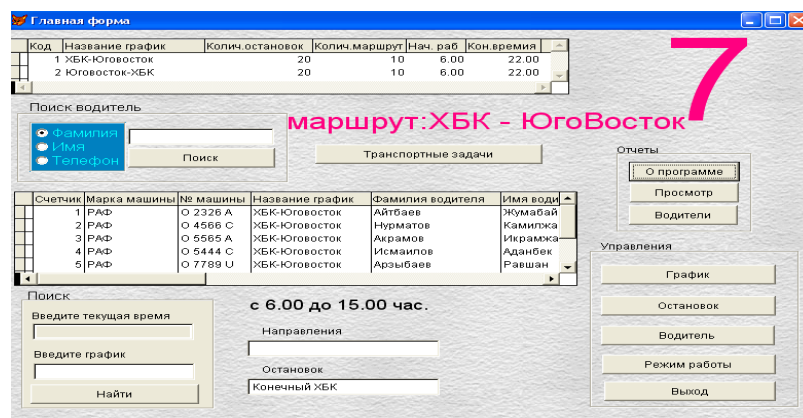 Главная форма
7
Код Название график Колич.остановок Колич.маршрут Нач. раб Кон.времия
1 ХБК-Юговосток 20 10 6.00 22.00
2 Юговосток-ХБК 20 10 6.00 22.00
Поиск водитель
маршрут:ХБК - ЮгоВосток
Фамилия
Имя
Телефон
Поиск
Транспортные задачи
Отчеты
О программе
Просмотр
Водители
Счетчик Марка машины № машины Название график Фамилия водителя Имя води
1 РАФ О 2326 А ХБК-Юговосток Айтбаев Жумабай
2 РАФ О 4566 С ХБК-Юговосток Нурматов Камилжа
3 РАФ О 5565 А ХБК-Юговосток Акрамов Икрамжа
4 РАФ О 5444 С ХБК-Юговосток Исмаилов Аданбек
5 РАФ О 7789 U ХБК-Юговосток Арзыбаев Равшан
Управления
График
Остановок
Водитель
Режим работы
Выход
Поиск
Введите текущая время
Введите график
Найти
с 6.00 до 15.00 час.
Направления
Остановок
Конечный ХБК